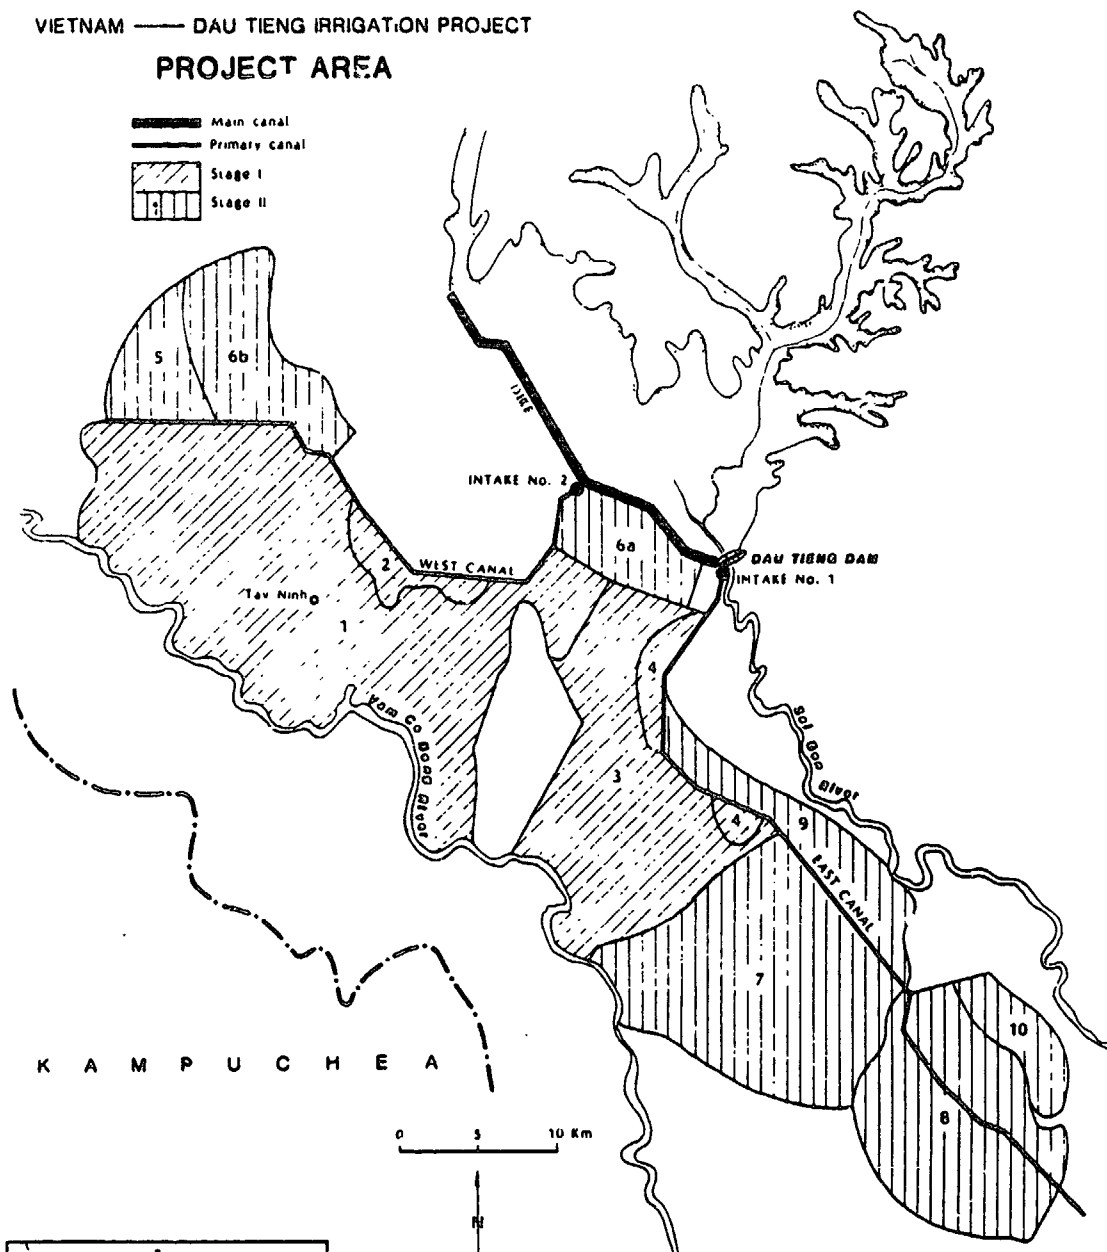 VIETNAM —— DAU TIENG IRRIGATION PROJECT
PROJECT AREA
Main canal
Primary canal
Stage I
Stage II
5
6b
DIKE
INTAKE No. 2
6a
DAU TIENG DAM
INTAKE No. 1
2
WEST CANAL
Tay Ninh
1
4
Vam Co Dong River
Sai Gon River
3
4
9
EAST CANAL
7
10
8
KAMPUCHEA
0 5 10 Km
N